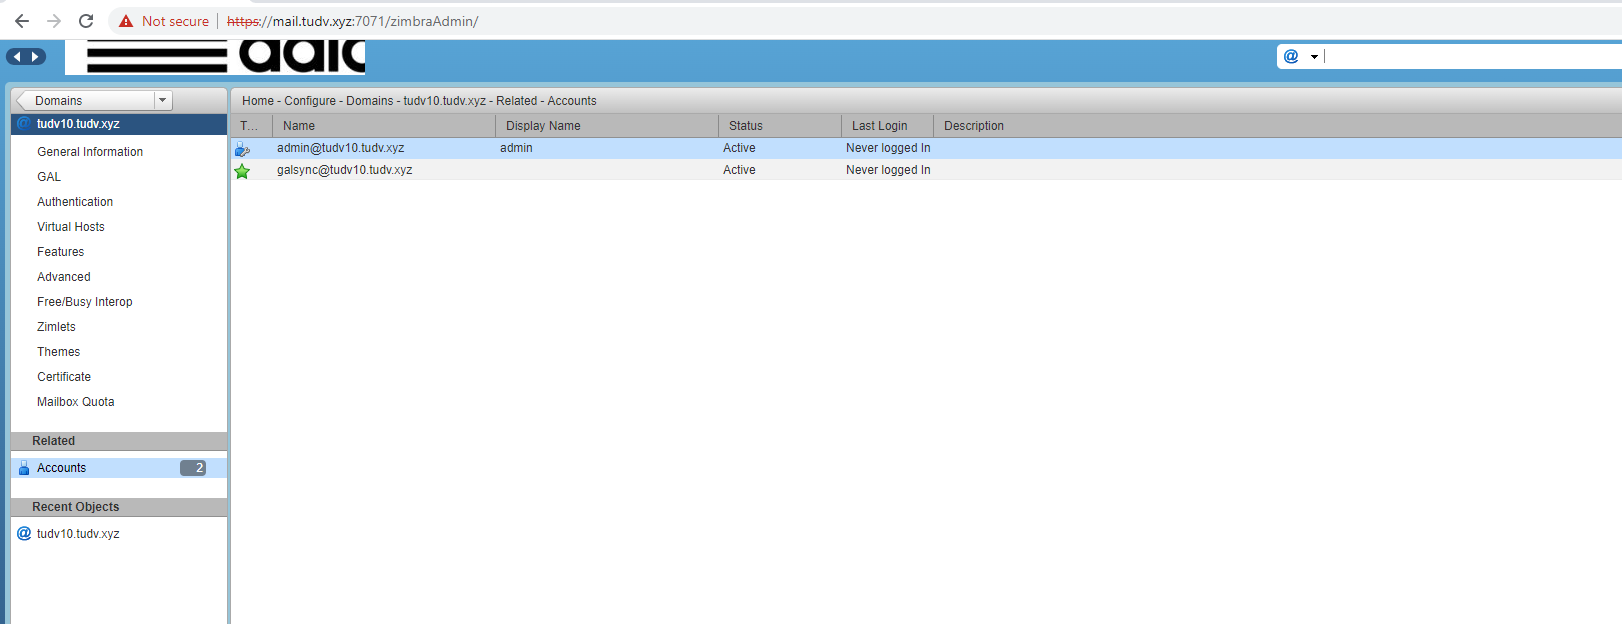 Not secure | https://mail.tudv.xyz:7071/zimbraAdmin/
Domains
tudv10.tudv.xyz
General Information
GAL
Authentication
Virtual Hosts
Features
Advanced
Free/Busy Interop
Zimlets
Themes
Certificate
Mailbox Quota
Related
Accounts 2
Recent Objects
@ tudv10.tudv.xyz
@
Home - Configure - Domains - tudv10.tudv.xyz - Related - Accounts
T... Name Display Name Status Last Login Description
admin@tudv10.tudv.xyz admin Active Never logged In
galsync@tudv10.tudv.xyz Active Never logged In